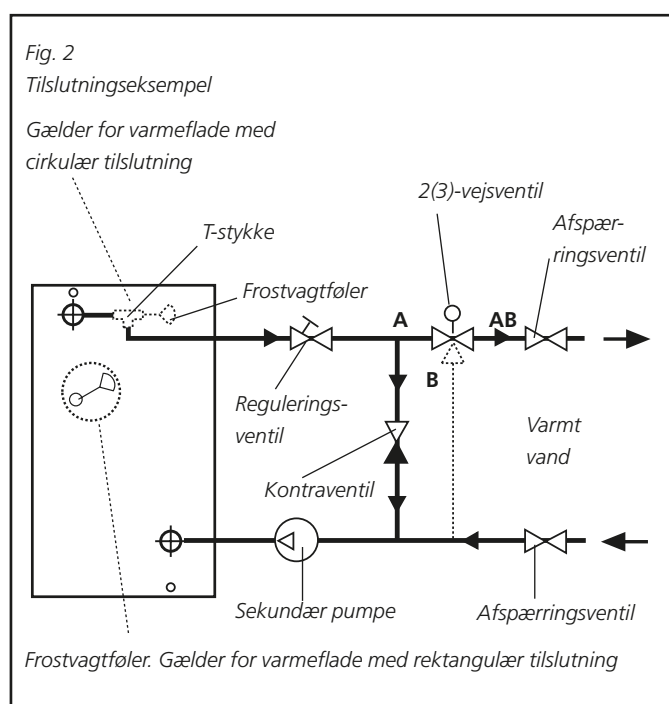 Fig. 2
Tilslutningseksempel
Gælder for varmeflade med
cirkulær tilslutning
2(3)-vejsventil
Afspær-
ringsventil
T-stykke
Frostvagtføler
A
AB
B
Regulerings-
ventil
Varmt
vand
Kontraventil
Sekundær pumpe
Afspærringsventil
Frostvagtføler. Gælder for varmeflade med rektangulær tilslutning